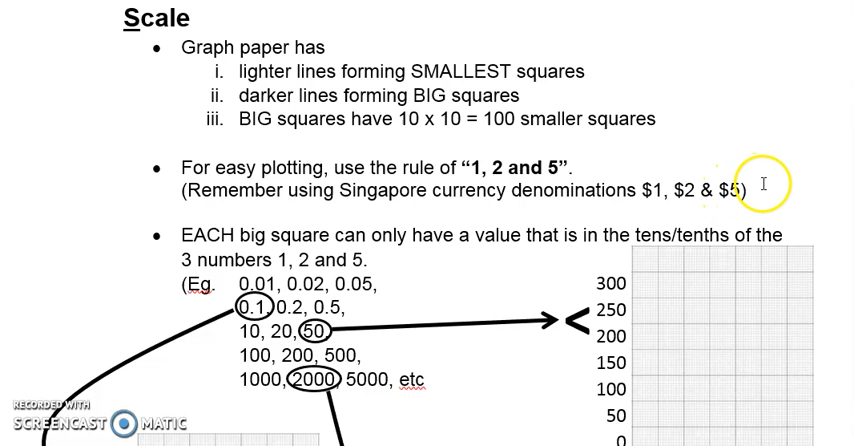 Scale
• Graph paper has
i. lighter lines forming SMALLEST squares
ii. darker lines forming BIG squares
iii. BIG squares have 10 x 10 = 100 smaller squares
• For easy plotting, use the rule of “1, 2 and 5”.
(Remember using Singapore currency denominations $1, $2 & $5)
• EACH big square can only have a value that is in the tens/tenths of the
3 numbers 1, 2 and 5.
(Eg. 0.01, 0.02, 0.05,
0.1, 0.2, 0.5,
10, 20, 50,
100, 200, 500,
1000, 2000, 5000, etc
<
300
250
200
150
100
50
0
RECORDED WITH
SCREENCAST MATIC